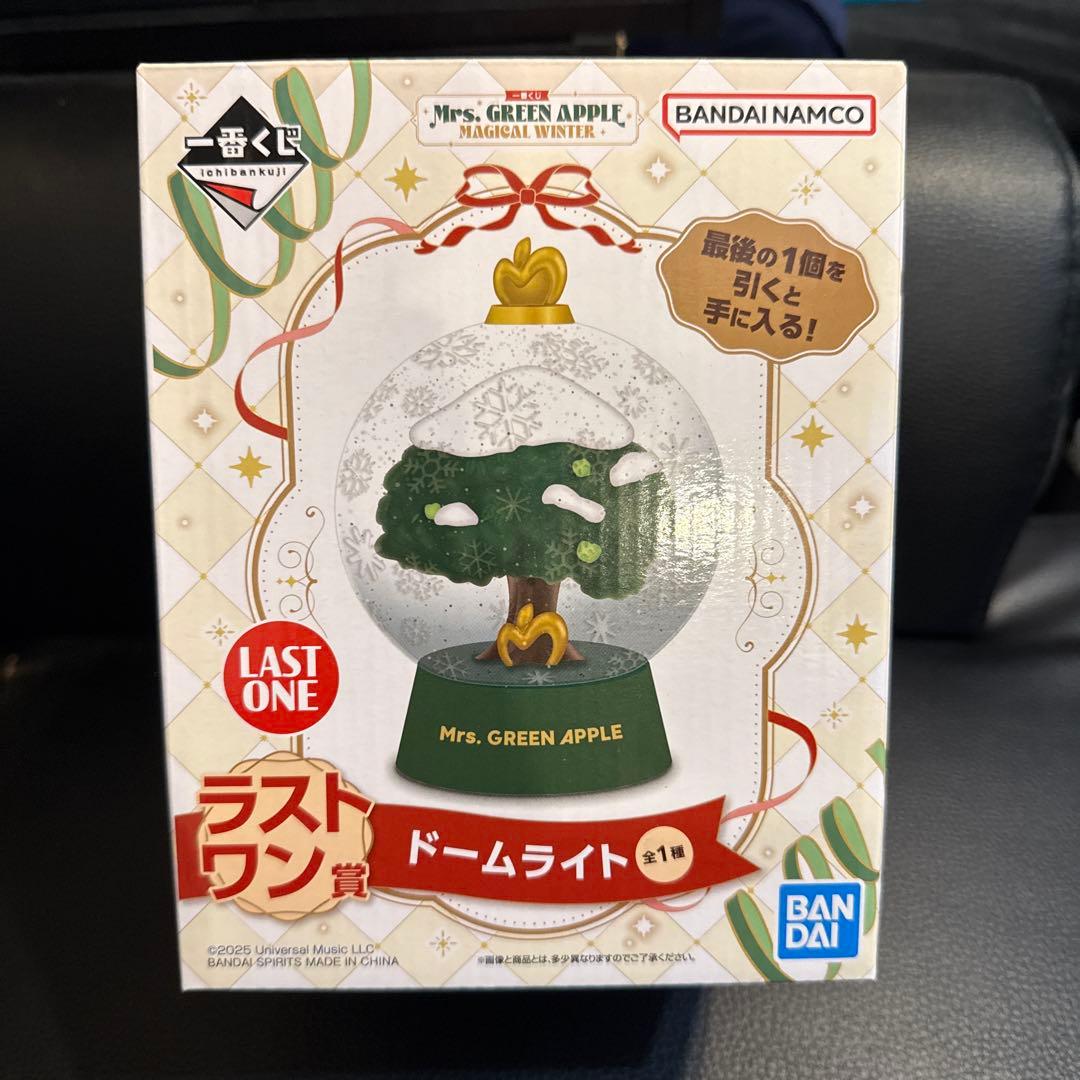 一番くじ
ichibankuji
一番くじ
Mrs. GREEN APPLE
MAGICAL WINTER
BANDAI NAMCO
最後の1個を
引くと
手に入る!
LAST
ONE
Mrs. GREEN APPLE
ラスト
ワン賞
ドームライト
全1種
BAN
DAI
©2025 Universal Music LLC
BANDAI SPIRITS MADE IN CHINA
※画像と商品とは、多少異なりますのでご了承ください。